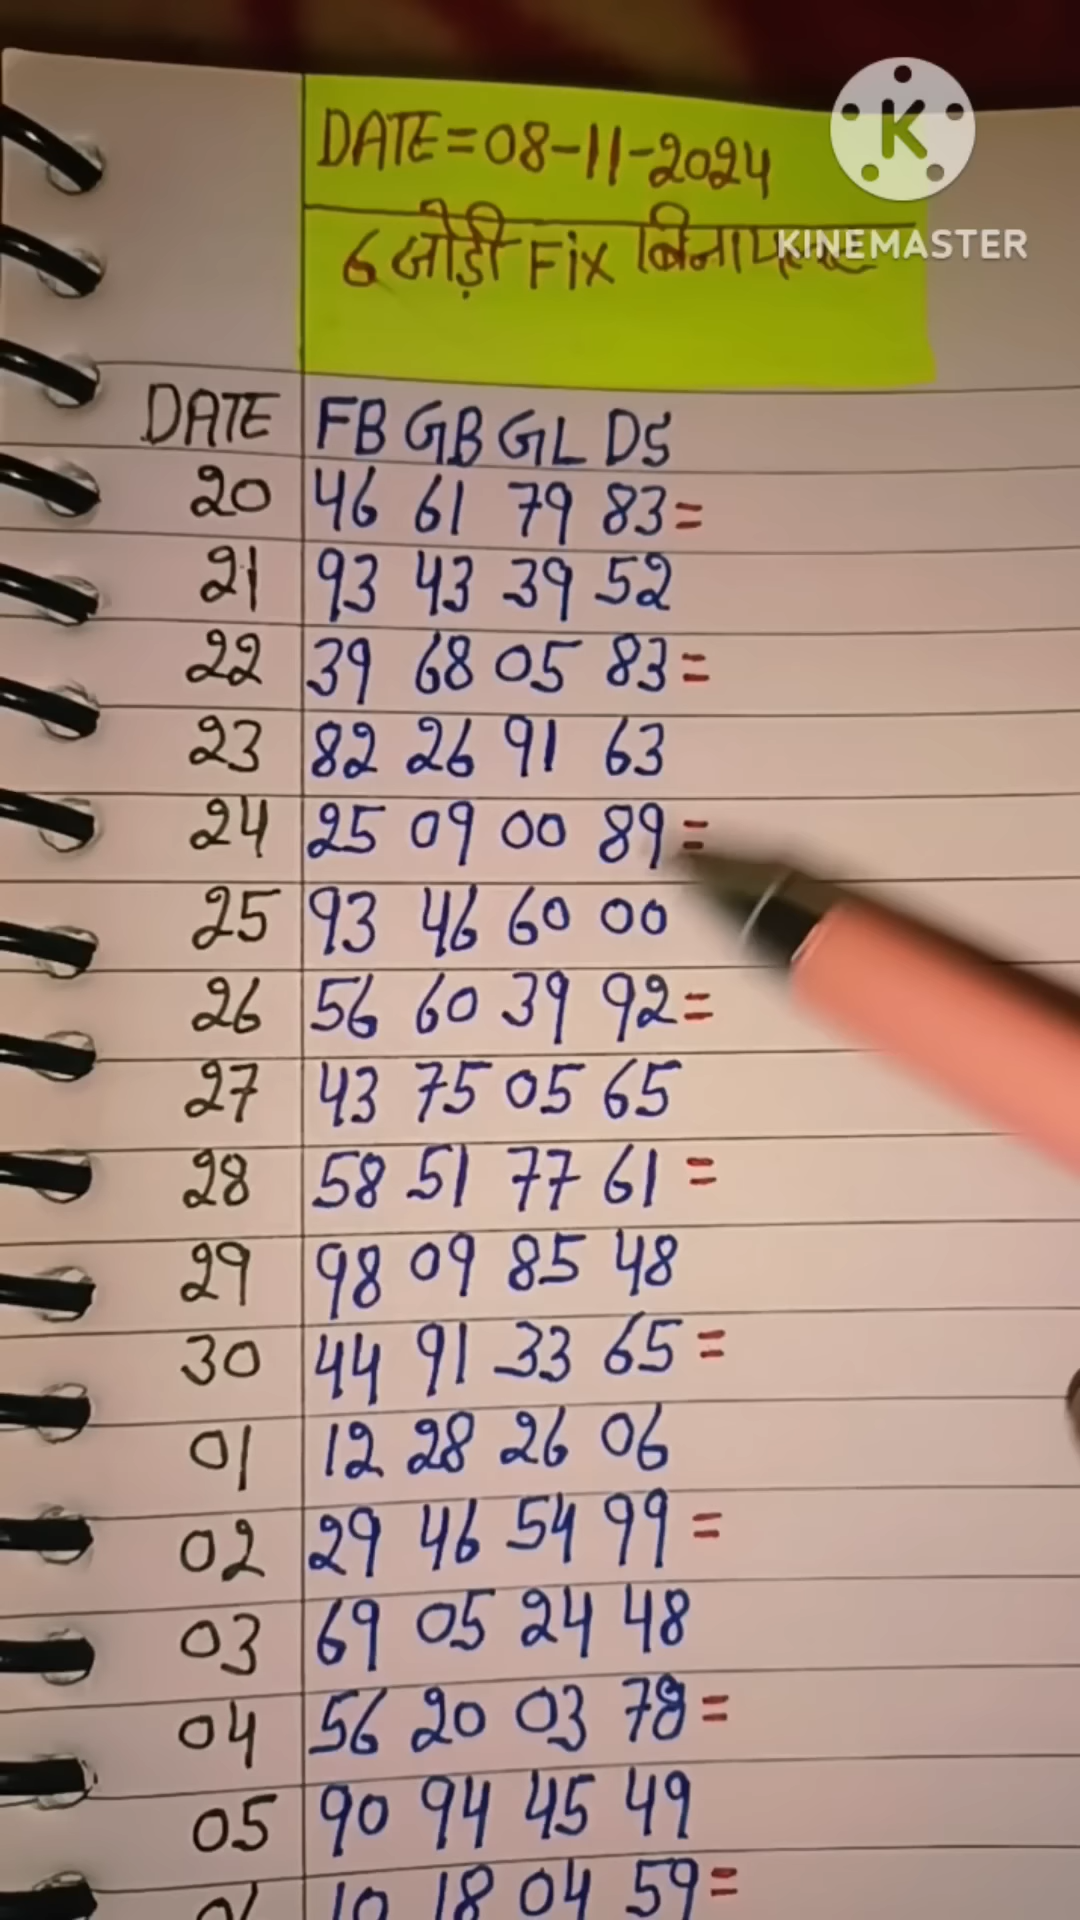 DATE=08-11-2024
K
6 जोड़ी Fix बिना
KINEMASTER
DATE FB GB GL DS
20 46 61 79 83=
21 93 43 39 52
22 39 68 05 83=
23 82 26 91 63
24 25 09 00 89=
25 93 46 60 00
26 56 60 39 92=
27 43 75 05 65
28 58 51 77 61=
29 98 09 85 48
30 44 91 33 65=
01 12 28 26 06
02 29 46 54 99=
03 69 05 24 48
04 56 20 03 78=
05 90 94 45 49
10 18 04 59=